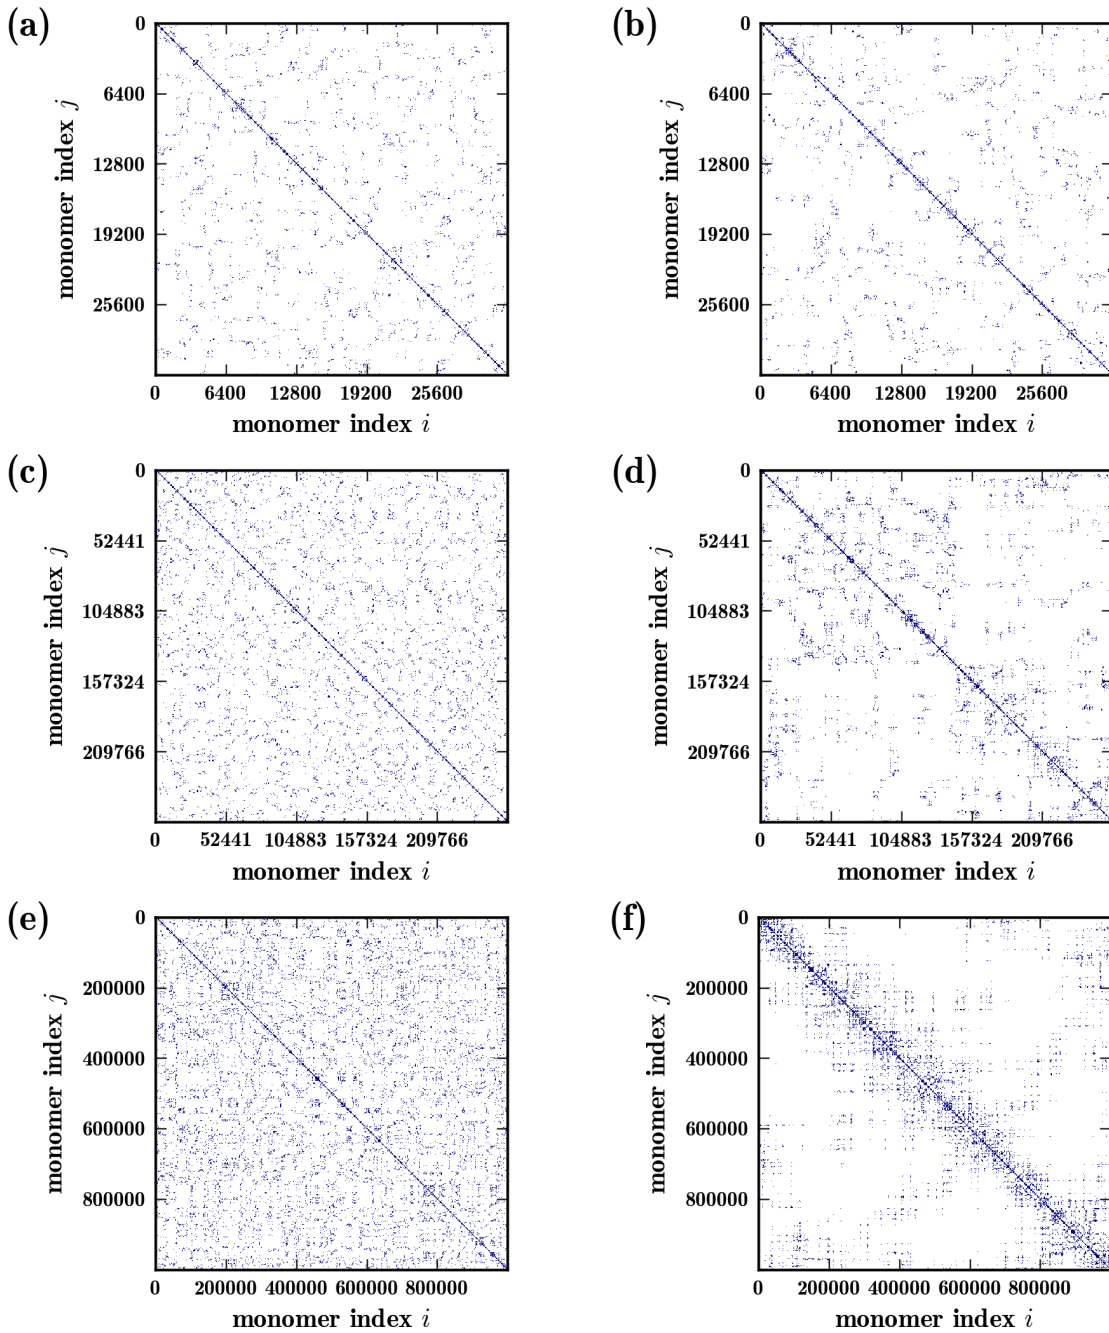 (a)
0
6400
12800
19200
25600
monomer index j
0 6400 12800 19200 25600
monomer index i
(b)
0
6400
12800
19200
25600
monomer index j
0 6400 12800 19200 25600
monomer index i
(c)
0
52441
104883
157324
209766
monomer index j
0 52441 104883 157324 209766
monomer index i
(d)
0
52441
104883
157324
209766
monomer index j
0 52441 104883 157324 209766
monomer index i
(e)
0
200000
400000
600000
800000
monomer index j
0 200000 400000 600000 800000
monomer index i
(f)
0
200000
400000
600000
800000
monomer index j
0 200000 400000 600000 800000
monomer index i